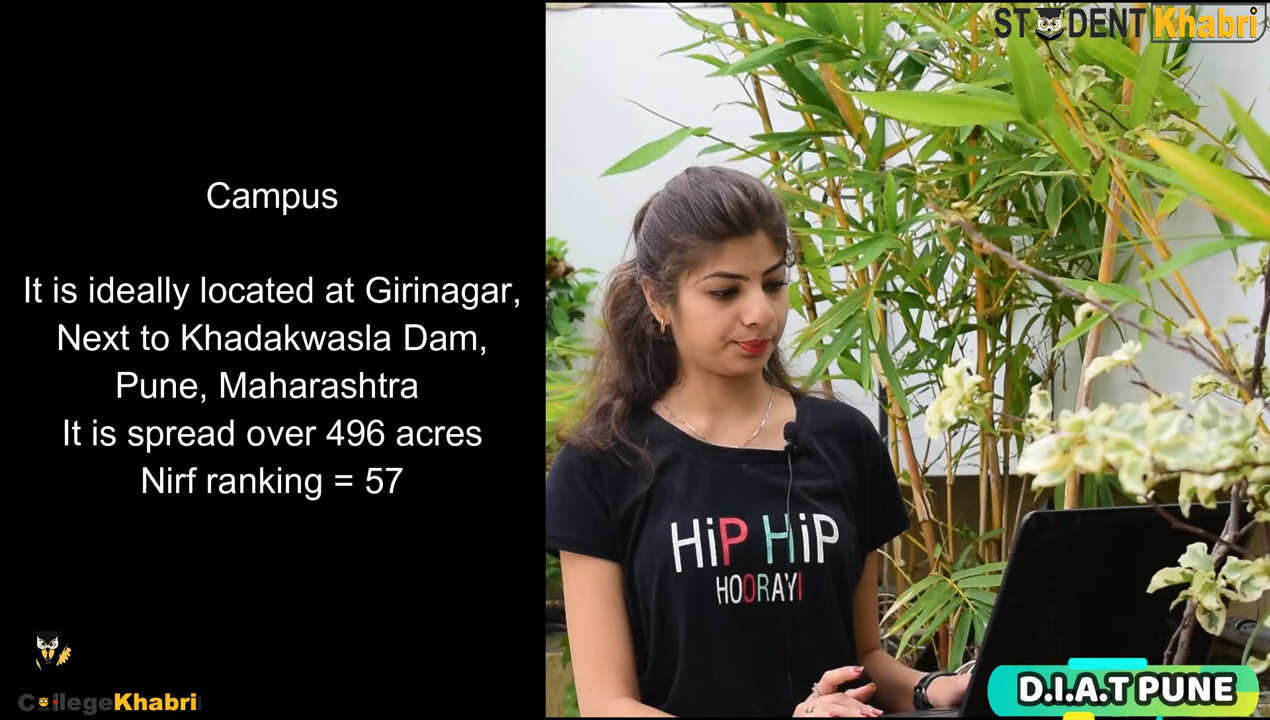 STUDENT Khabri
Campus
It is ideally located at Girinagar,
Next to Khadakwasla Dam,
Pune, Maharashtra
It is spread over 496 acres
Nirf ranking = 57
HiP HiP
HOORAY!
CollegeKhabri
D.I.A.T PUNE